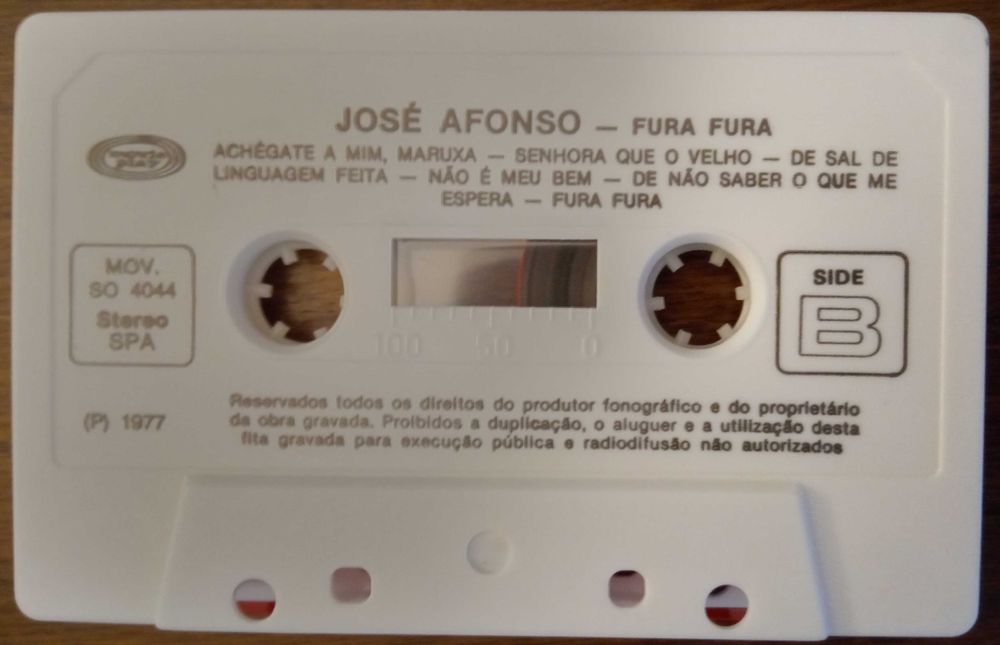 JOSÉ AFONSO — FURA FURA
ACHÉGATE A MIM, MARUXA — SENHORA QUE O VELHO — DE SAL DE
LINGUAGEM FEITA — NÃO É MEU BEM — DE NÃO SABER O QUE ME
ESPERA — FURA FURA
MOV.
SO 4044
Stereo
SPA
SIDE
B
100 50 0
(P) 1977
Reservados todos os direitos do produtor fonográfico e do proprietário
da obra gravada. Proibidos a duplicação, o aluguer e a utilização desta
fita gravada para execução pública e radiodifusão não autorizados